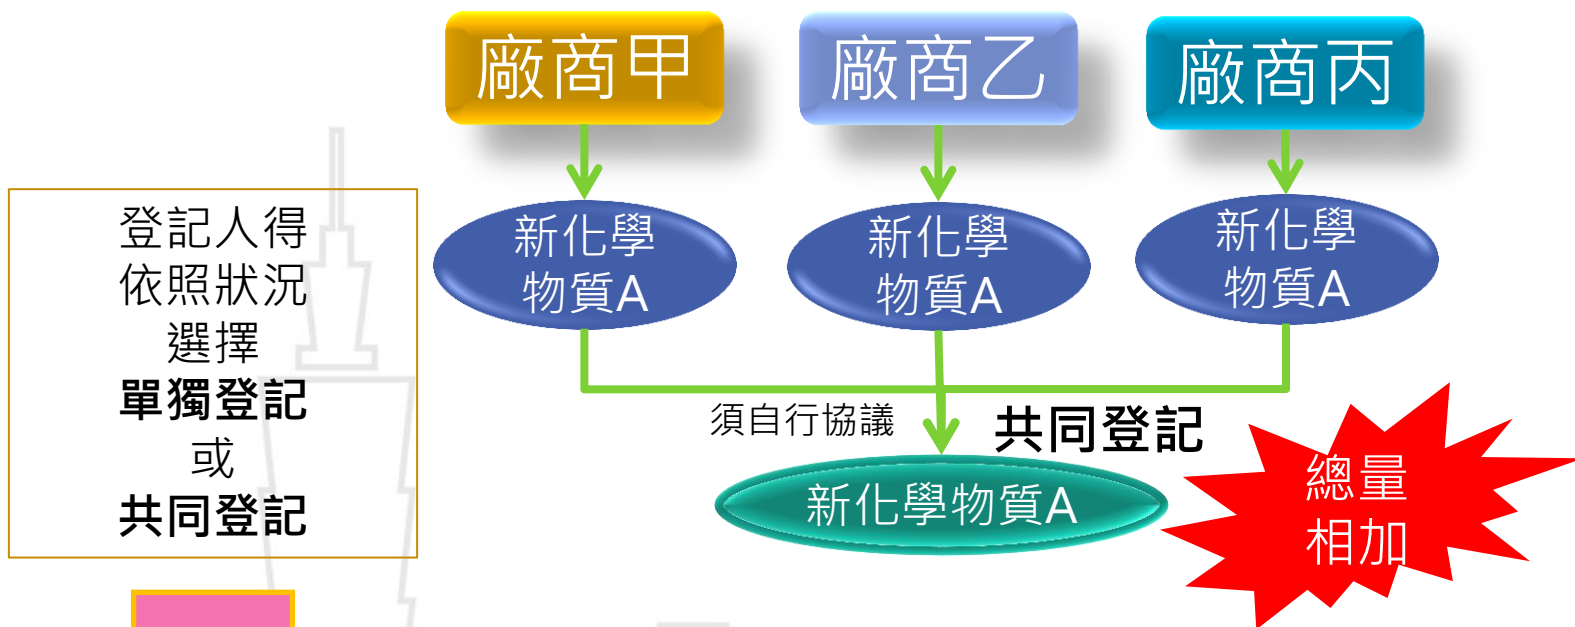 廠商甲
廠商乙
廠商丙
新化學
物質A
新化學
物質A
新化學
物質A
登記人得
依照狀況
選擇
單獨登記
或
共同登記
須自行協議
共同登記
新化學物質A
總量
相加